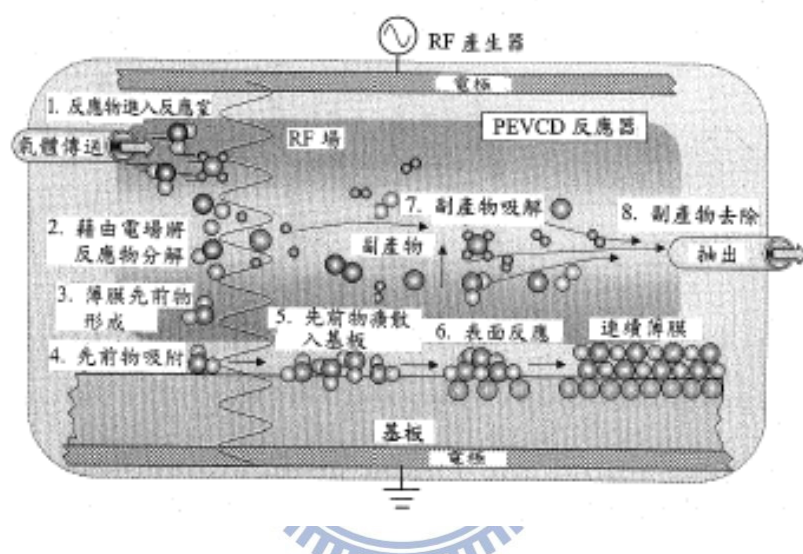 RF 產生器
電極
1. 反應物進入反應室
PEVCD 反應器
氣體傳送
RF 場
7. 副產物吸解
8. 副產物去除
2. 藉由電場將
反應物分解
副產物
抽出
3. 薄膜先前物
形成
5. 先前物擴散
入基板
6. 表面反應
連續薄膜
4. 先前物吸附
基板
電極